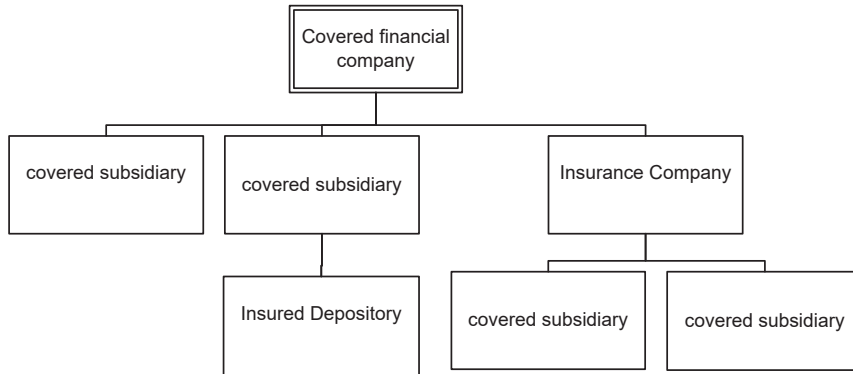 Covered financial
company
covered subsidiary
covered subsidiary
Insurance Company
Insured Depository
covered subsidiary
covered subsidiary